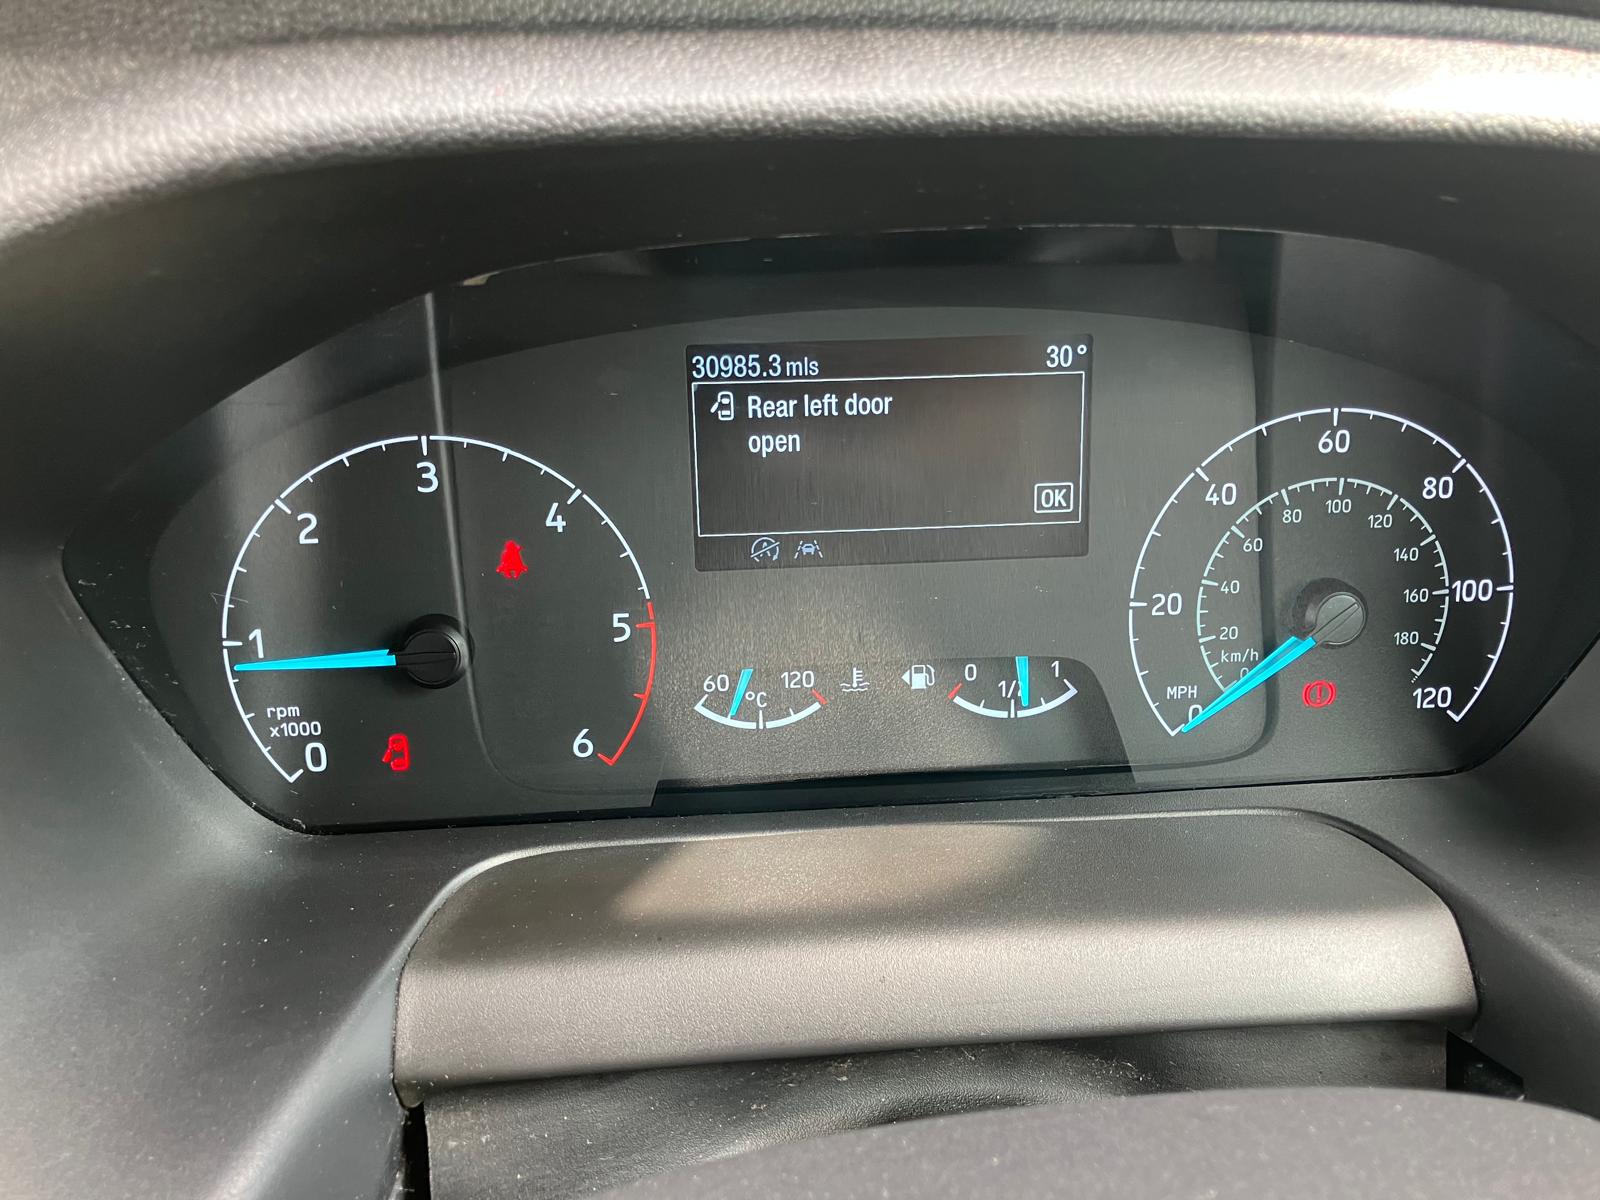 30985.3 mls 30°
Rear left door
open
OK
0 1 2 3 4 5 6
rpm
x1000
60 °C 120
0 1/2 1
0 20 40 60 80 100 120
MPH
0 20 40 60 80 100 120 140 160 180
km/h